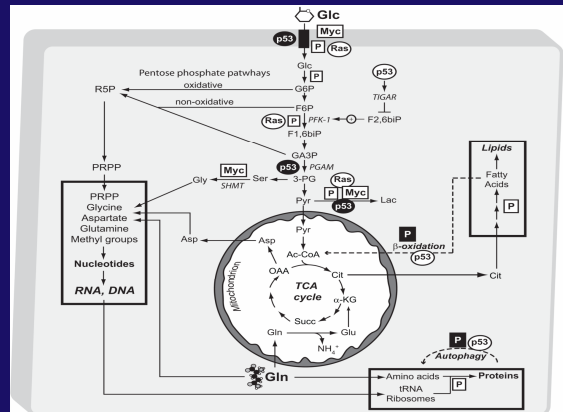 Glc
p53
Myc
P Ras
Glc
P
Pentose phosphate patwhays
oxidative
R5P
G6P
p53
TIGAR
non-oxidative
F6P
Ras P
PFK-1
+
F2,6biP
F1,6biP
GA3P
p53
PGAM
Lipids
Fatty
Acids
P
PRPP
Gly
Myc
SHMT
Ser
3-PG
Ras
P Myc
p53
Pyr
Lac
PRPP
Glycine
Aspartate
Glutamine
Methyl groups
Nucleotides
RNA, DNA
Asp
Mitochondrion
Pyr
Ac-CoA
Asp
OAA
Cit
TCA
cycle
α-KG
Succ
Gln
Glu
NH4+
P
β-oxidation
p53
Cit
Gln
P p53
Autophagy
Amino acids
Proteins
tRNA
Ribosomes
P